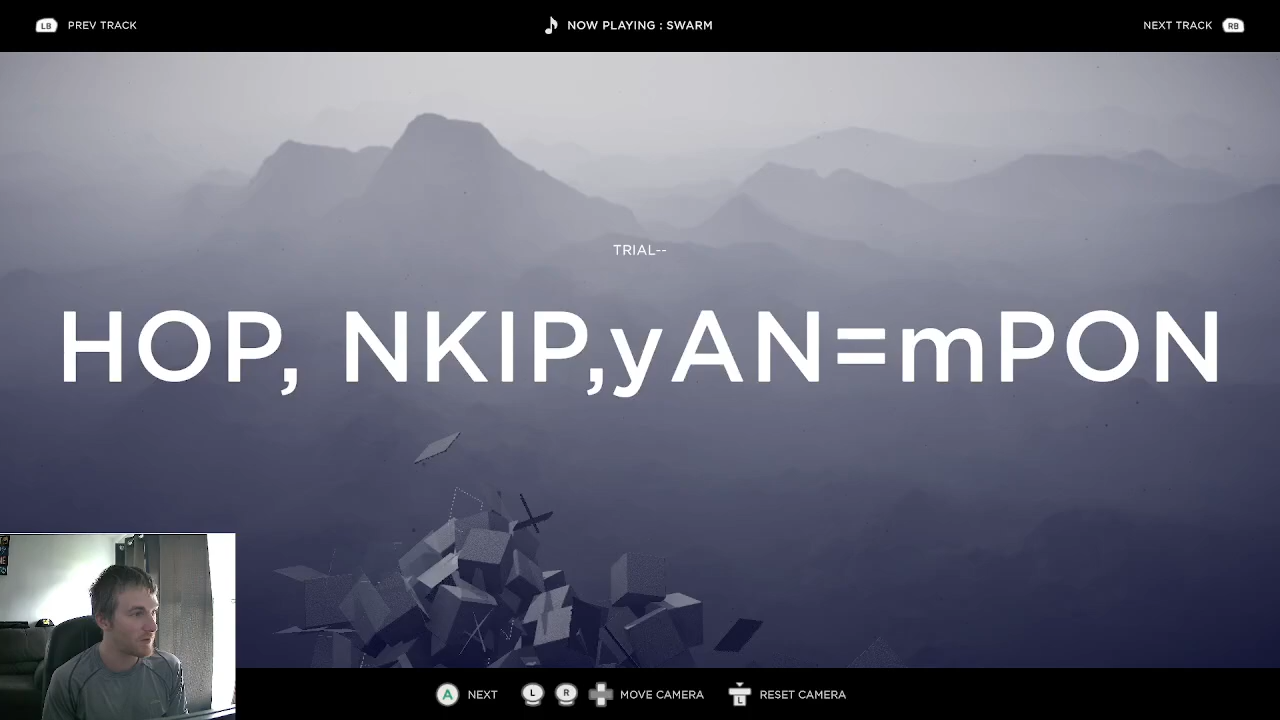 LB PREV TRACK
NOW PLAYING : SWARM
NEXT TRACK RB
TRIAL--
HOP, NKIP,yAN=mPON
A NEXT
L R MOVE CAMERA
L RESET CAMERA